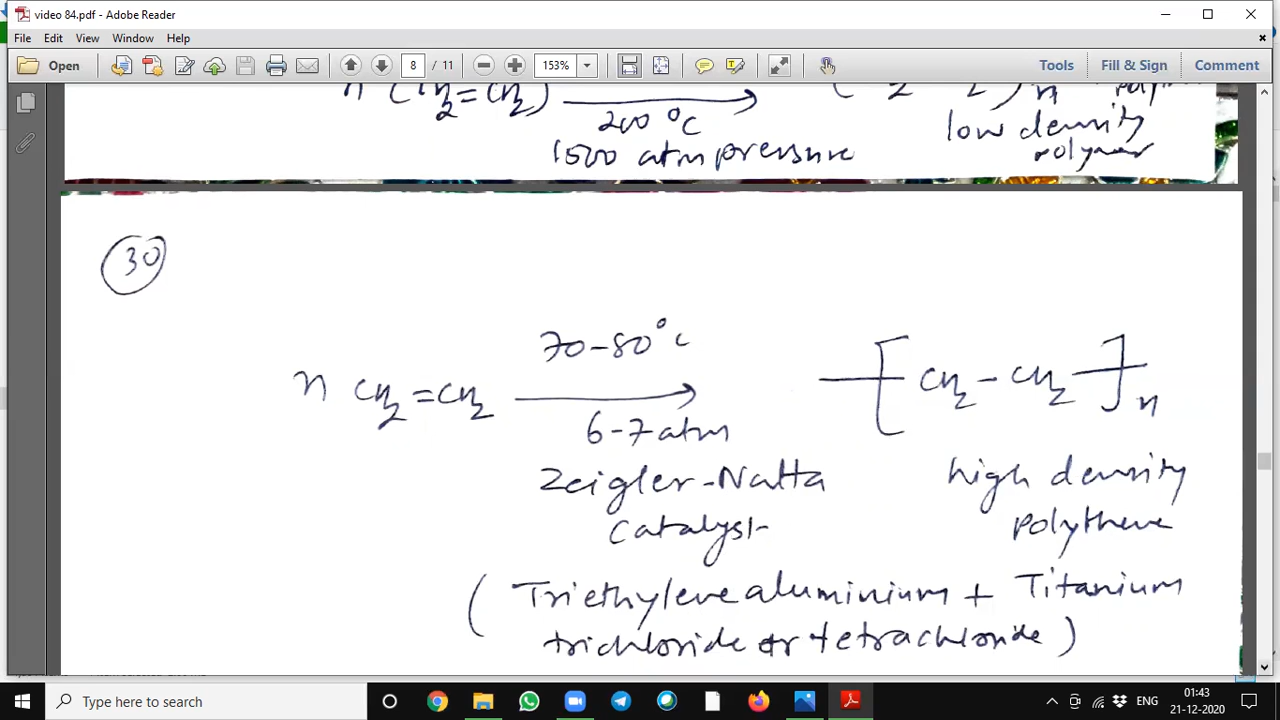 video 84.pdf - Adobe Reader
File Edit View Window Help
Open 8 / 11 153% Tools Fill & Sign Comment
n (CH2=CH2)
200 °C
1500 atm pressure
low density
polymer
30
70-80°C
n CH2=CH2 ⟶ [CH2-CH2]n
6-7 atm
Zeigler-Natta
Catalyst
high density
polythene
(Triethylene aluminium + Titanium
trichloride or tetrachloride)
Type here to search
ENG
01:43
21-12-2020